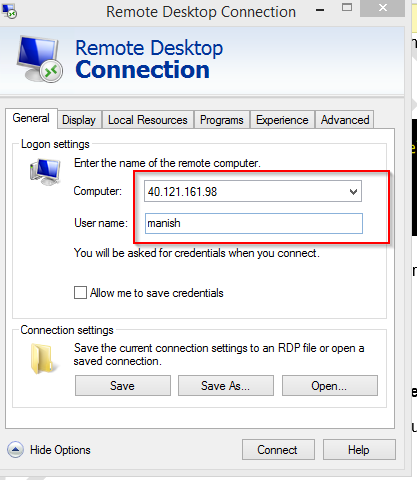 Remote Desktop Connection
Remote Desktop
Connection
General Display Local Resources Programs Experience Advanced
Logon settings
Enter the name of the remote computer.
Computer: 40.121.161.98
User name: manish
You will be asked for credentials when you connect.
Allow me to save credentials
Connection settings
Save the current connection settings to an RDP file or open a
saved connection.
Save Save As... Open...
Hide Options Connect Help